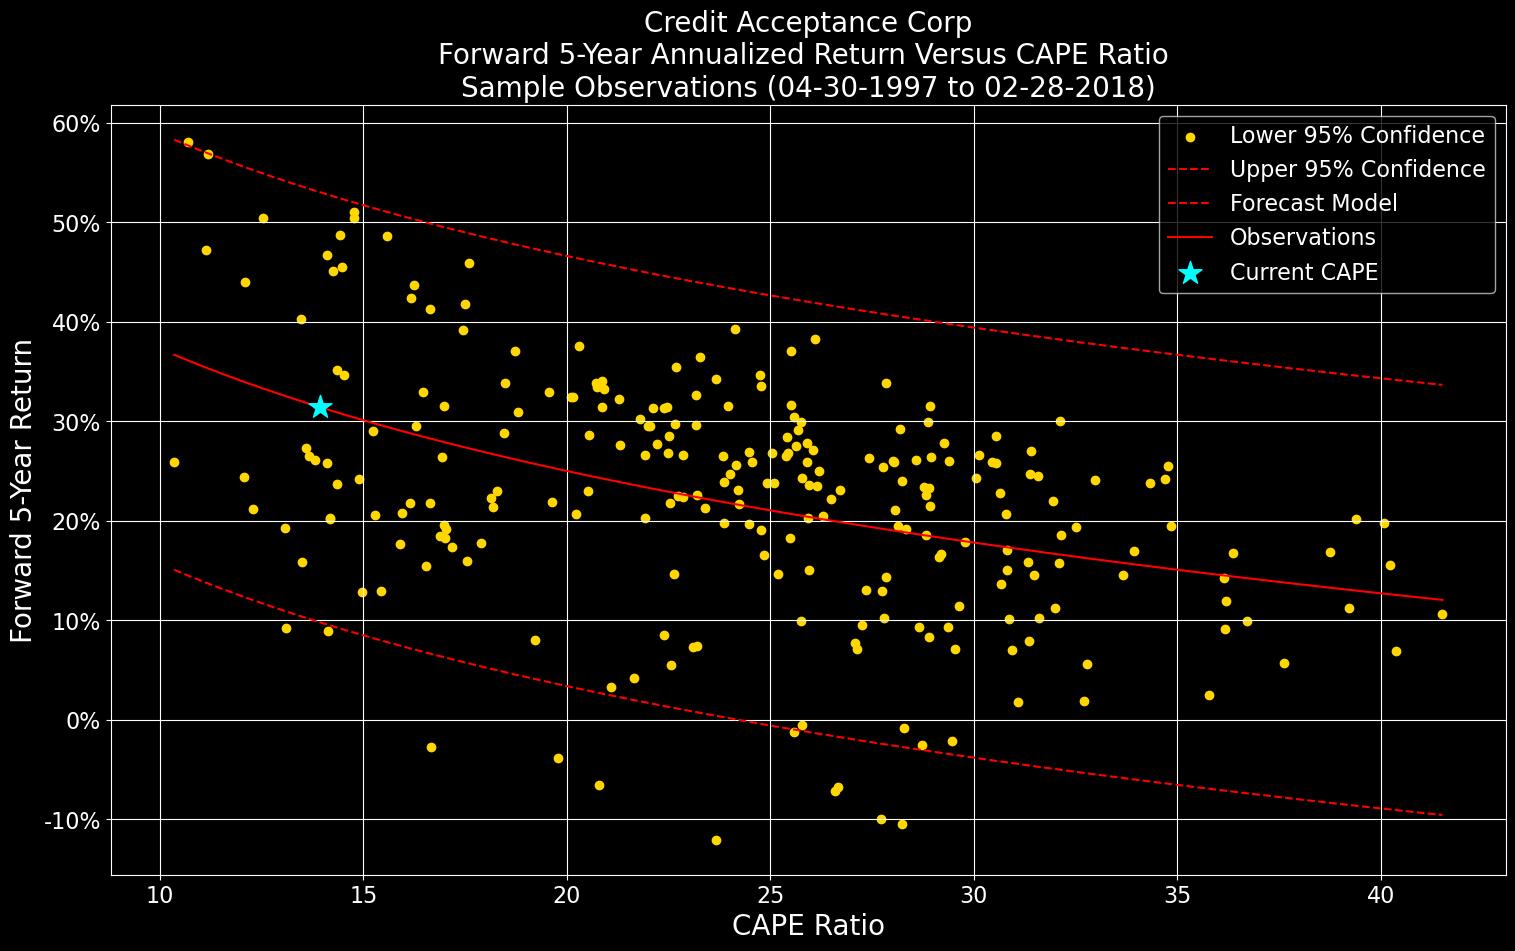 Credit Acceptance Corp
Forward 5-Year Annualized Return Versus CAPE Ratio
Sample Observations (04-30-1997 to 02-28-2018)
Lower 95% Confidence
Upper 95% Confidence
Forecast Model
Observations
Current CAPE
Forward 5-Year Return
60%
50%
40%
30%
20%
10%
0%
-10%
10 15 20 25 30 35 40
CAPE Ratio